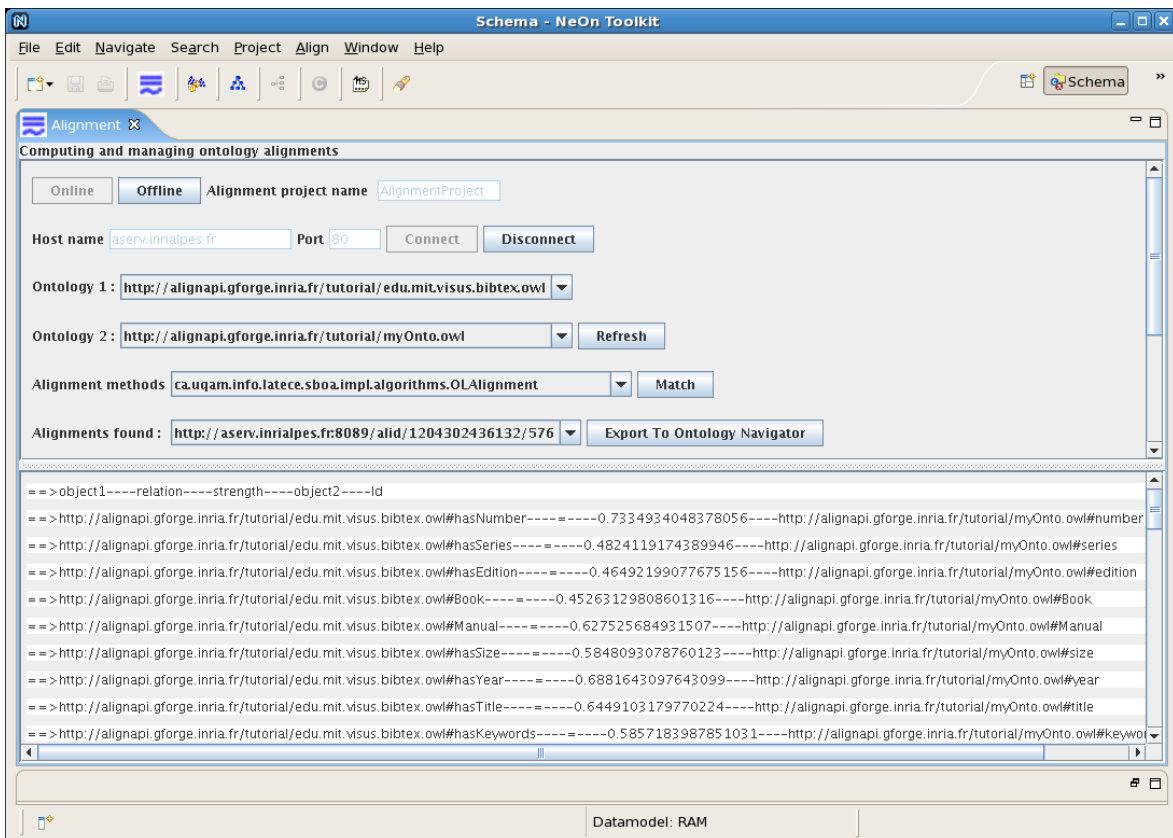 Schema - NeOn Toolkit
File Edit Navigate Search Project Align Window Help
Schema »
Alignment
Computing and managing ontology alignments
Online Offline Alignment project name AlignmentProject
Host name aserv.inrialpes.fr Port 80 Connect Disconnect
Ontology 1 : http://alignapi.gforge.inria.fr/tutorial/edu.mit.visus.bibtex.owl
Ontology 2 : http://alignapi.gforge.inria.fr/tutorial/myOnto.owl Refresh
Alignment methods ca.uqam.info.latece.sboa.impl.algorithms.OLAlignment Match
Alignments found : http://aserv.inrialpes.fr:8089/alid/1204302436132/576 Export To Ontology Navigator
==>object1----relation----strength----object2----Id
==>http://alignapi.gforge.inria.fr/tutorial/edu.mit.visus.bibtex.owl#hasNumber----=----0.7334934048378056----http://alignapi.gforge.inria.fr/tutorial/myOnto.owl#number
==>http://alignapi.gforge.inria.fr/tutorial/edu.mit.visus.bibtex.owl#hasSeries----=----0.4824119174389946----http://alignapi.gforge.inria.fr/tutorial/myOnto.owl#series
==>http://alignapi.gforge.inria.fr/tutorial/edu.mit.visus.bibtex.owl#hasEdition----=----0.46492199077675156----http://alignapi.gforge.inria.fr/tutorial/myOnto.owl#edition
==>http://alignapi.gforge.inria.fr/tutorial/edu.mit.visus.bibtex.owl#Book----=----0.45263129808601316----http://alignapi.gforge.inria.fr/tutorial/myOnto.owl#Book
==>http://alignapi.gforge.inria.fr/tutorial/edu.mit.visus.bibtex.owl#Manual----=----0.627525684931507----http://alignapi.gforge.inria.fr/tutorial/myOnto.owl#Manual
==>http://alignapi.gforge.inria.fr/tutorial/edu.mit.visus.bibtex.owl#hasSize----=----0.5848093078760123----http://alignapi.gforge.inria.fr/tutorial/myOnto.owl#size
==>http://alignapi.gforge.inria.fr/tutorial/edu.mit.visus.bibtex.owl#hasYear----=----0.6881643097643099----http://alignapi.gforge.inria.fr/tutorial/myOnto.owl#year
==>http://alignapi.gforge.inria.fr/tutorial/edu.mit.visus.bibtex.owl#hasTitle----=----0.6449103179770224----http://alignapi.gforge.inria.fr/tutorial/myOnto.owl#title
==>http://alignapi.gforge.inria.fr/tutorial/edu.mit.visus.bibtex.owl#hasKeywords----=----0.5857183987851031----http://alignapi.gforge.inria.fr/tutorial/myOnto.owl#keywo
Datamodel: RAM